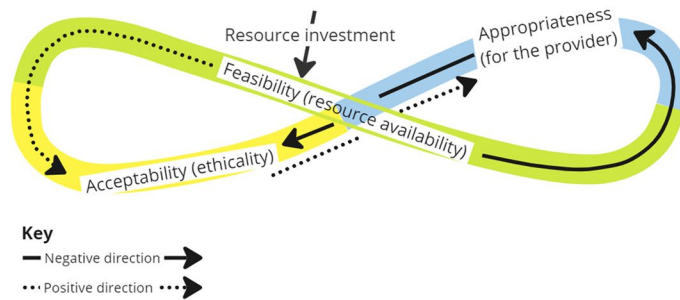 Resource investment
Appropriateness
(for the provider)
Feasibility (resource availability)
Acceptability (ethicality)
Key
Negative direction
Positive direction